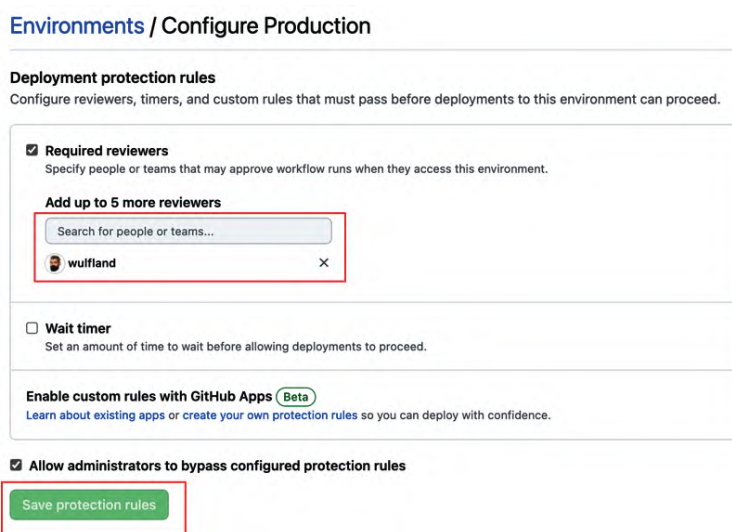 Environments / Configure Production
Deployment protection rules
Configure reviewers, timers, and custom rules that must pass before deployments to this environment can proceed.
Required reviewers
Specify people or teams that may approve workflow runs when they access this environment.
Add up to 5 more reviewers
Search for people or teams...
wulfland
Wait timer
Set an amount of time to wait before allowing deployments to proceed.
Enable custom rules with GitHub Apps Beta
Learn about existing apps or create your own protection rules so you can deploy with confidence.
Allow administrators to bypass configured protection rules
Save protection rules